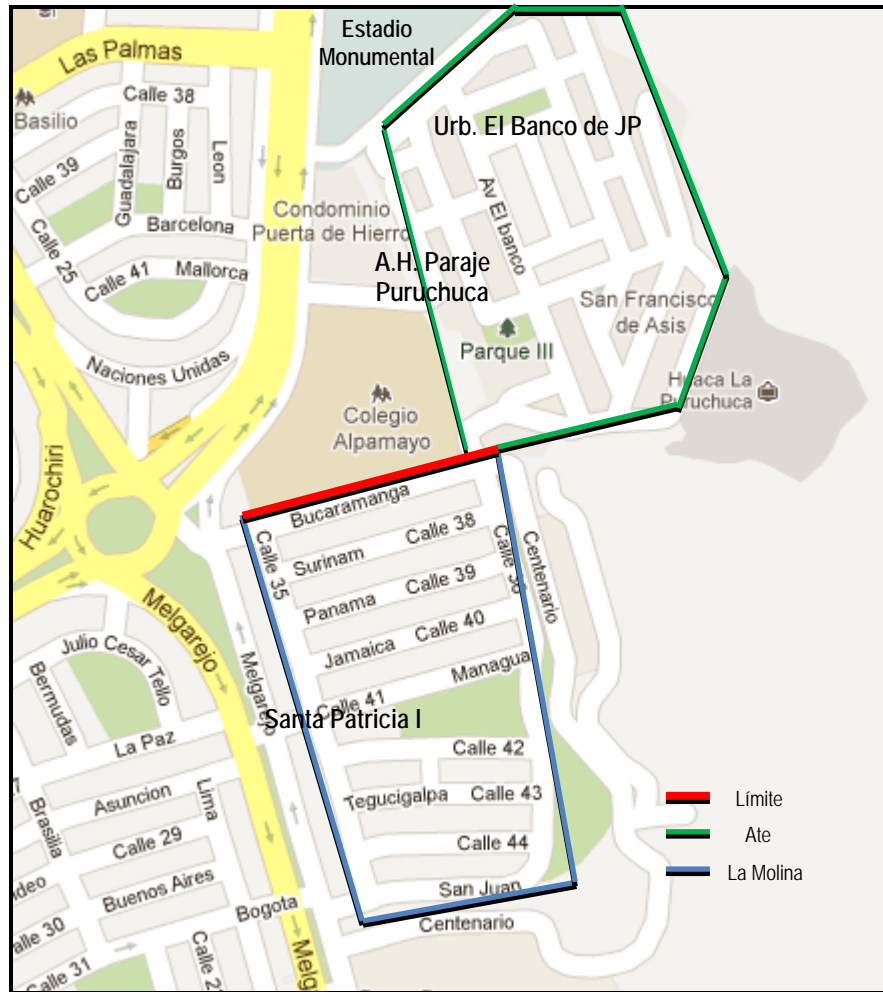 Estadio
Monumental
Las Palmas
Calle 38
Basilio
Guadalajara
Burgos
Leon
Calle 39
Urb. El Banco de JP
Av El banco
Condominio
Puerta de Hierro
Barcelona
Calle 25
Calle 41
Mallorca
A.H. Paraje
Puruchuca
San Francisco
de Asis
Parque III
Naciones Unidas
Huaca La
Puruchuca
Colegio
Alpamayo
Huarochiri
Bucaramanga
Calle 35
Surinam
Calle 38
Centenario
Panama
Calle 39
Melgarejo
Jamaica
Calle 40
Julio Cesar Tello
Bermudas
Melgarejo
Managua
Calle 41
Santa Patricia I
La Paz
Calle 42
Asuncion
Lima
Brasilia
Tegucigalpa
Calle 43
Límite
Calle 29
Calle 44
Ate
Buenos Aires
San Juan
La Molina
Bogota
Centenario
Calle 30
Calle 31